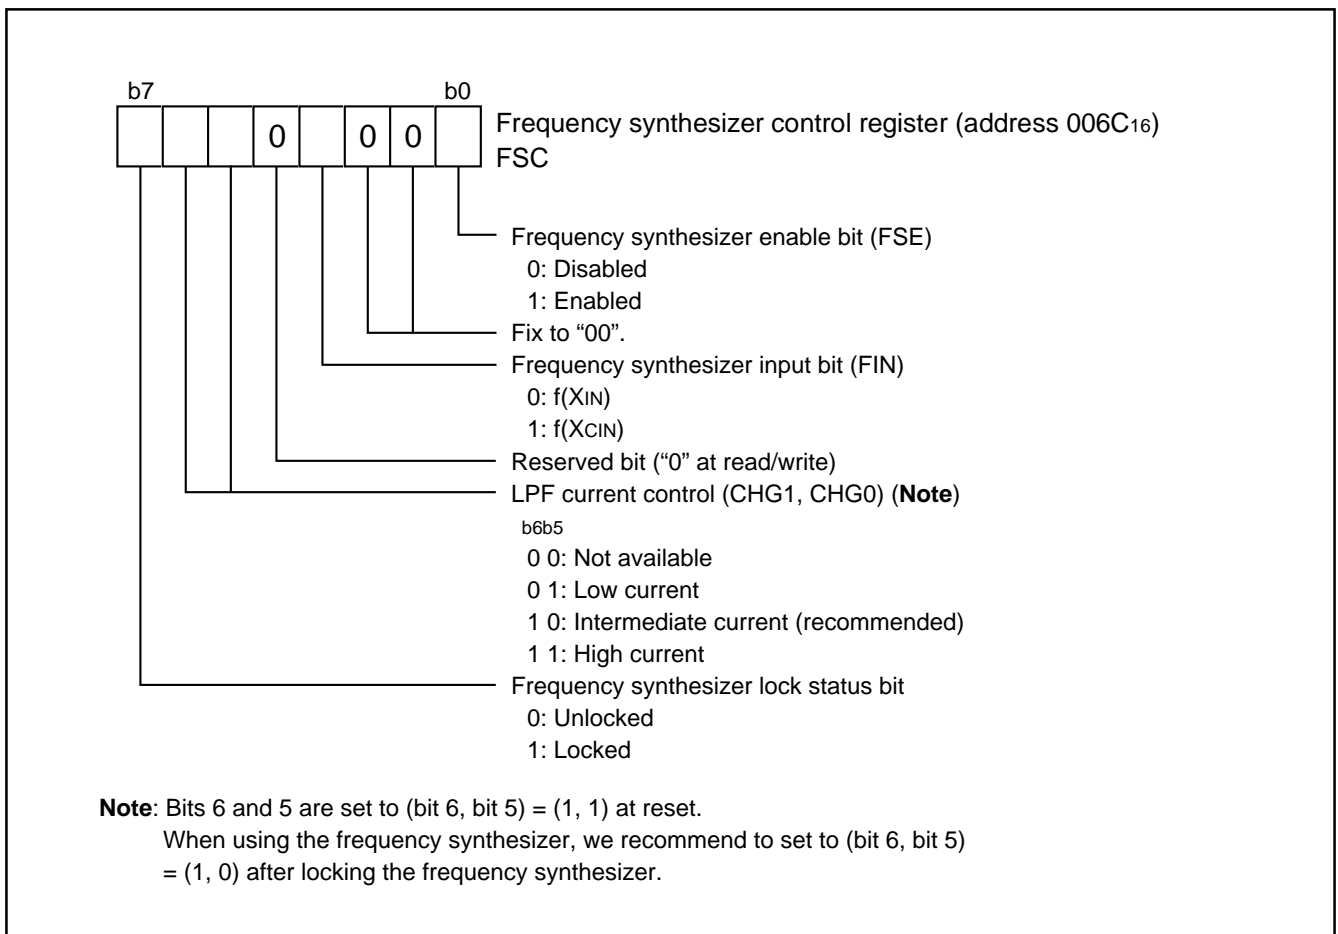 b7 b0
0 0 0
Frequency synthesizer control register (address 006C16)
FSC
Frequency synthesizer enable bit (FSE)
0: Disabled
1: Enabled
Fix to “00”.
Frequency synthesizer input bit (FIN)
0: f(XIN)
1: f(XCIN)
Reserved bit (“0” at read/write)
LPF current control (CHG1, CHG0) (Note)
b6b5
0 0: Not available
0 1: Low current
1 0: Intermediate current (recommended)
1 1: High current
Frequency synthesizer lock status bit
0: Unlocked
1: Locked
Note: Bits 6 and 5 are set to (bit 6, bit 5) = (1, 1) at reset.
When using the frequency synthesizer, we recommend to set to (bit 6, bit 5)
= (1, 0) after locking the frequency synthesizer.